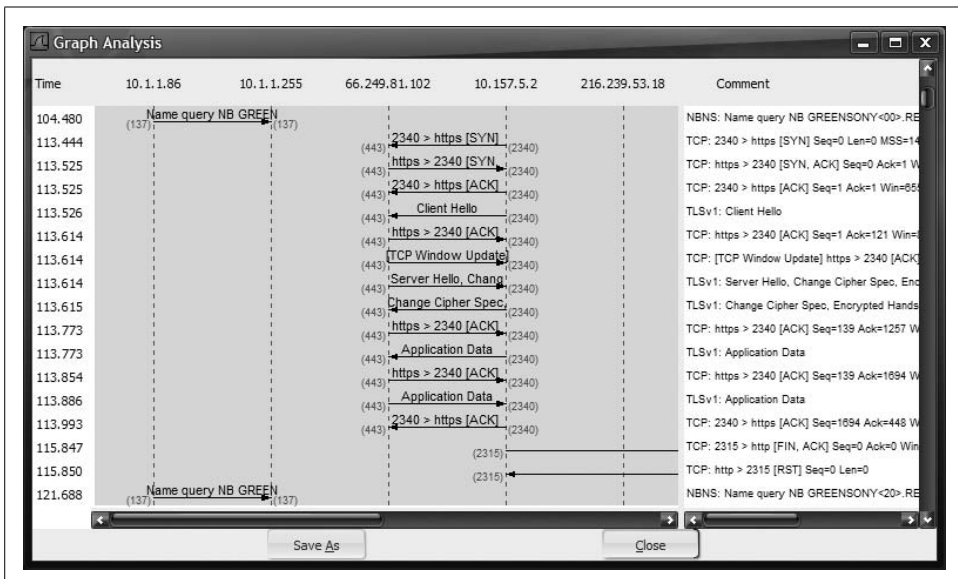 Graph Analysis
Time 10.1.1.86 10.1.1.255 66.249.81.102 10.157.5.2 216.239.53.18 Comment
104.480 (137) Name query NB GREEN (137) NBNS: Name query NB GREENSONY<00>.RE
113.444 (443) 2340 > https [SYN] (2340) TCP: 2340 > https [SYN] Seq=0 Len=0 MSS=14
113.525 (443) https > 2340 [SYN, (2340) TCP: https > 2340 [SYN, ACK] Seq=0 Ack=1 W
113.525 (443) 2340 > https [ACK] (2340) TCP: 2340 > https [ACK] Seq=1 Ack=1 Win=655
113.526 (443) Client Hello (2340) TLSv1: Client Hello
113.614 (443) https > 2340 [ACK] (2340) TCP: https > 2340 [ACK] Seq=1 Ack=121 Win=
113.614 (443) [TCP Window Update] (2340) TCP: [TCP Window Update] https > 2340 [ACK]
113.614 (443) Server Hello, Chang (2340) TLSv1: Server Hello, Change Cipher Spec, Enc
113.615 (443) Change Cipher Spec, (2340) TLSv1: Change Cipher Spec, Encrypted Hands
113.773 (443) https > 2340 [ACK] (2340) TCP: https > 2340 [ACK] Seq=139 Ack=1257 W
113.773 (443) Application Data (2340) TLSv1: Application Data
113.854 (443) https > 2340 [ACK] (2340) TCP: https > 2340 [ACK] Seq=139 Ack=1694 W
113.886 (443) Application Data (2340) TLSv1: Application Data
113.993 (443) 2340 > https [ACK] (2340) TCP: 2340 > https [ACK] Seq=1694 Ack=448 W
115.847 (2315) TCP: 2315 > http [FIN, ACK] Seq=0 Ack=0 Win
115.850 (2315) TCP: http > 2315 [RST] Seq=0 Len=0
121.688 (137) Name query NB GREEN (137) NBNS: Name query NB GREENSONY<20>.RE
Save As Close